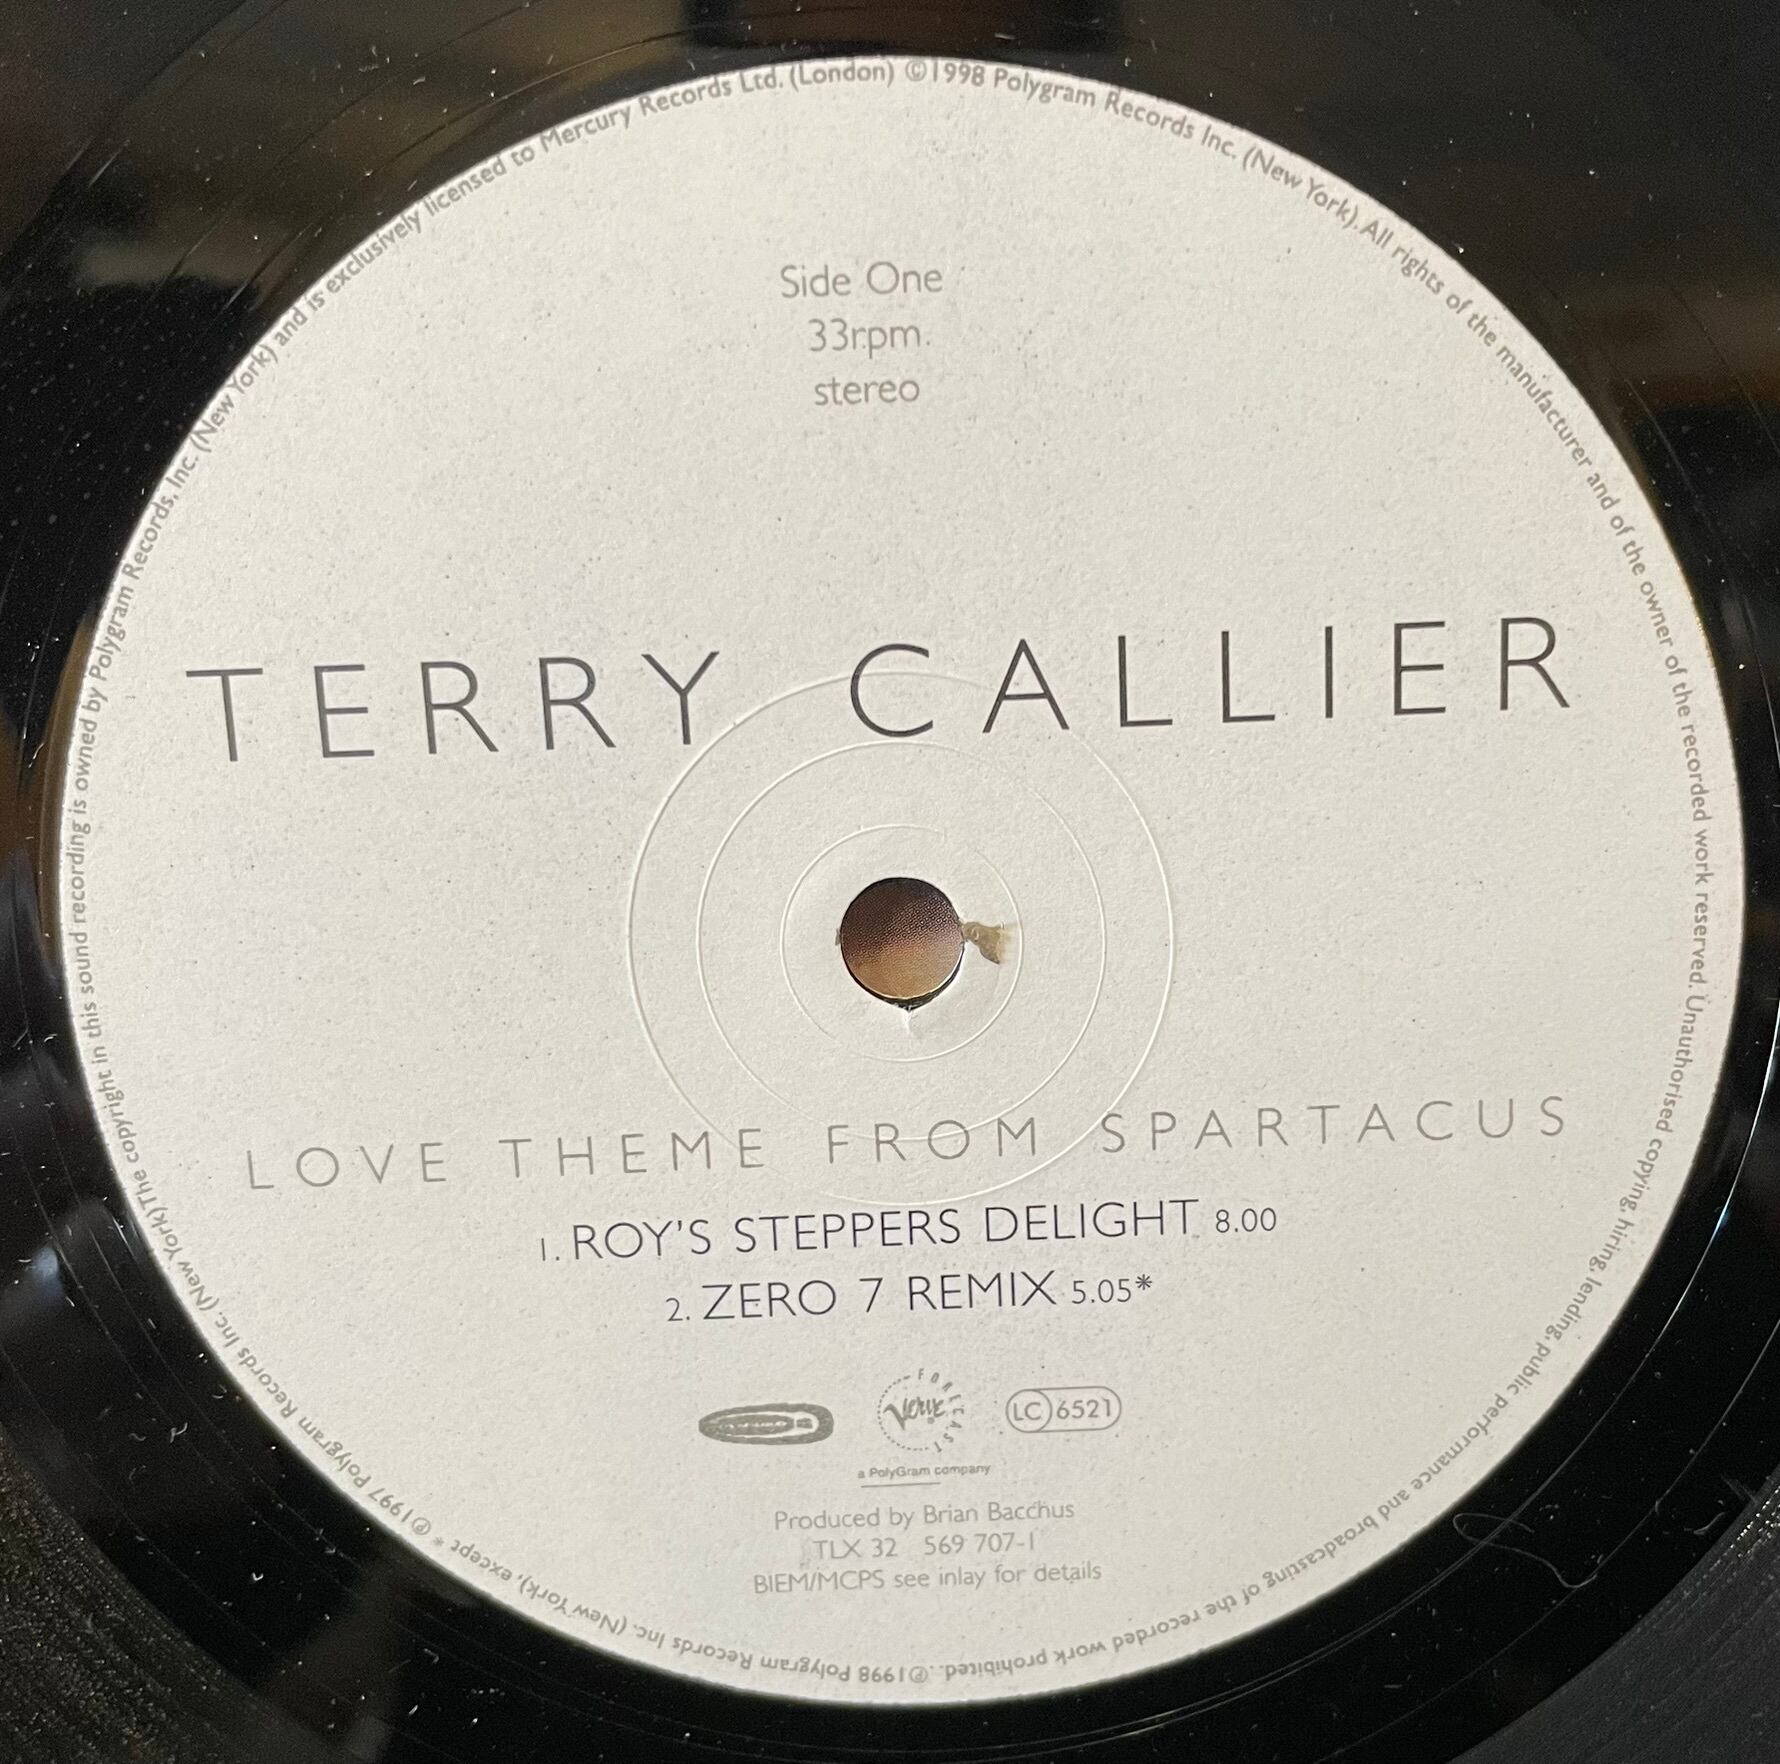 Side One
33rpm.
stereo
TERRY CALLIER
LOVE THEME FROM SPARTACUS
1. ROY'S STEPPERS DELIGHT 8.00
2. ZERO 7 REMIX 5.05*
FORECAST
Verve
LC 6521
a PolyGram company
Produced by Brian Bacchus
TLX 32 569 707-1
BIEM/MCPS see inlay for details
℗1998 Polygram Records Inc. (New York), except * ℗1997 Polygram Records Inc. (New York)The copyright in this sound recording is owned by Polygram Records, Inc. (New York) and is exclusively licensed to Mercury Records Ltd. (London) ©1998 Polygram Records Inc. (New York). All rights of the manufacturer and of the owner of the recorded work reserved. Unauthorised copying, hiring, lending, public performance and broadcasting of the recorded work prohibited.